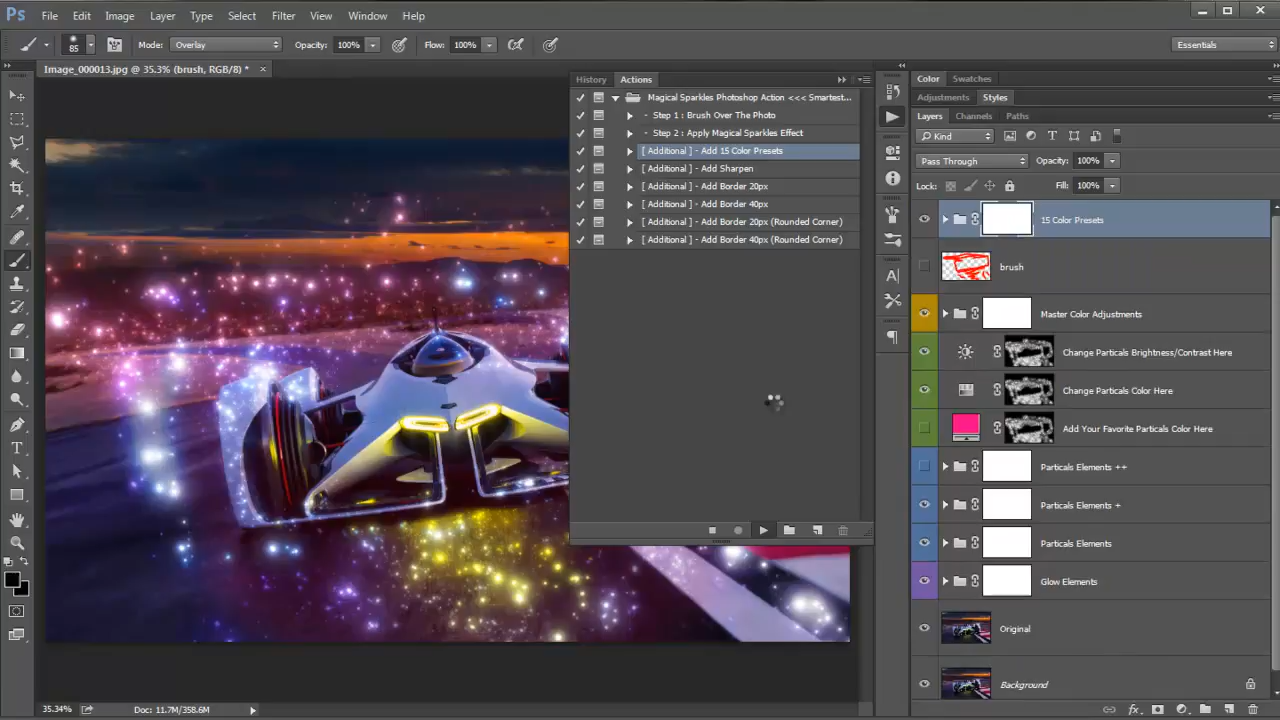 Ps File Edit Image Layer Type Select Filter View Window Help
85 Mode: Overlay Opacity: 100% Flow: 100% Essentials
Image_000013.jpg @ 35.3% (brush, RGB/8) * ×
History Actions
Magical Sparkles Photoshop Action <<< Smartest...
- Step 1 : Brush Over The Photo
- Step 2 : Apply Magical Sparkles Effect
[ Additional ] - Add 15 Color Presets
[ Additional ] - Add Sharpen
[ Additional ] - Add Border 20px
[ Additional ] - Add Border 40px
[ Additional ] - Add Border 20px (Rounded Corner)
[ Additional ] - Add Border 40px (Rounded Corner)
Color Swatches
Adjustments Styles
Layers Channels Paths
Kind
Pass Through Opacity: 100%
Lock: Fill: 100%
15 Color Presets
brush
Master Color Adjustments
Change Particals Brightness/Contrast Here
Change Particals Color Here
Add Your Favorite Particals Color Here
Particals Elements ++
Particals Elements +
Particals Elements
Glow Elements
Original
Background
35.34% Doc: 11.7M/358.6M